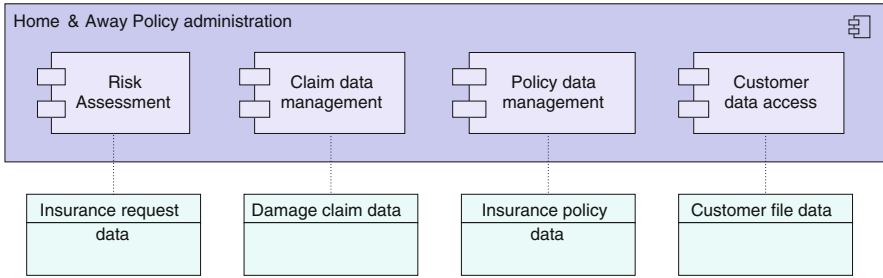 Home & Away Policy administration
Risk
Assessment
Claim data
management
Policy data
management
Customer
data access
Insurance request
data
Damage claim data
Insurance policy
data
Customer file data